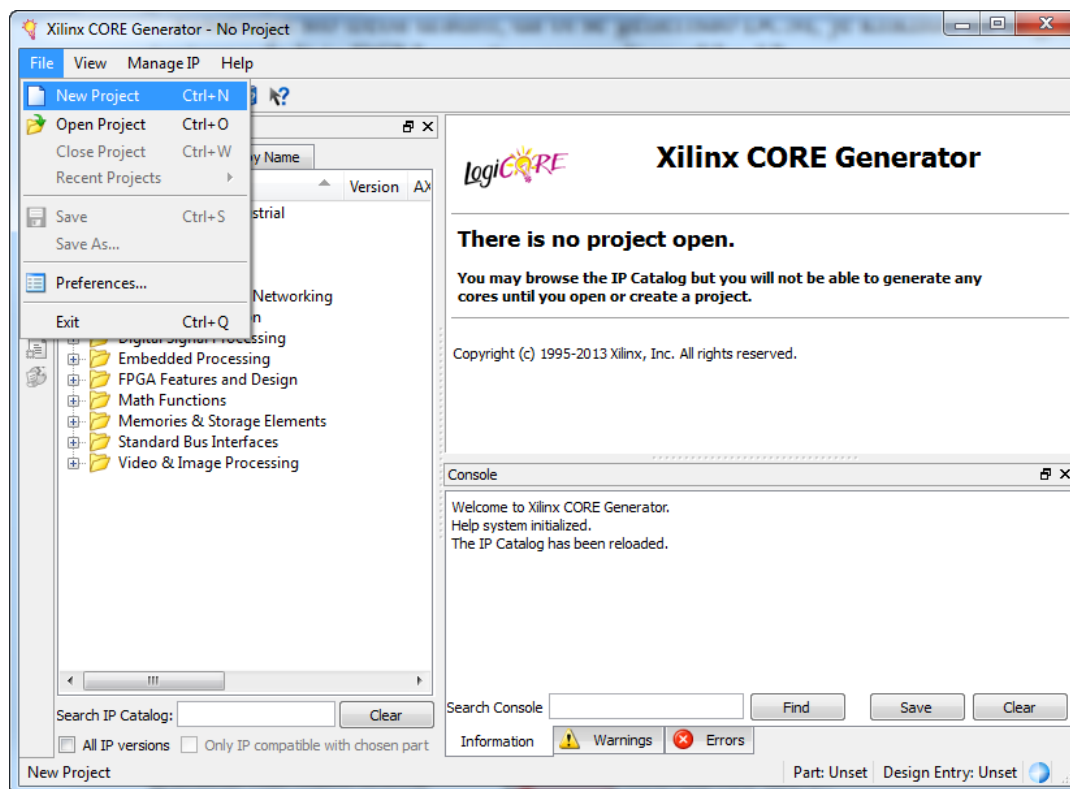 Xilinx CORE Generator - No Project
File View Manage IP Help
New Project Ctrl+N
Open Project Ctrl+O
Close Project Ctrl+W
Recent Projects
Save Ctrl+S
Save As...
Preferences...
Exit Ctrl+Q
by Name
Version AX
strial
Networking
n
Digital Signal Processing
Embedded Processing
FPGA Features and Design
Math Functions
Memories & Storage Elements
Standard Bus Interfaces
Video & Image Processing
Search IP Catalog: Clear
All IP versions Only IP compatible with chosen part
LogiCORE
Xilinx CORE Generator
There is no project open.
You may browse the IP Catalog but you will not be able to generate any
cores until you open or create a project.
Copyright (c) 1995-2013 Xilinx, Inc. All rights reserved.
Console
Welcome to Xilinx CORE Generator.
Help system initialized.
The IP Catalog has been reloaded.
Search Console Find Save Clear
Information Warnings Errors
New Project Part: Unset Design Entry: Unset